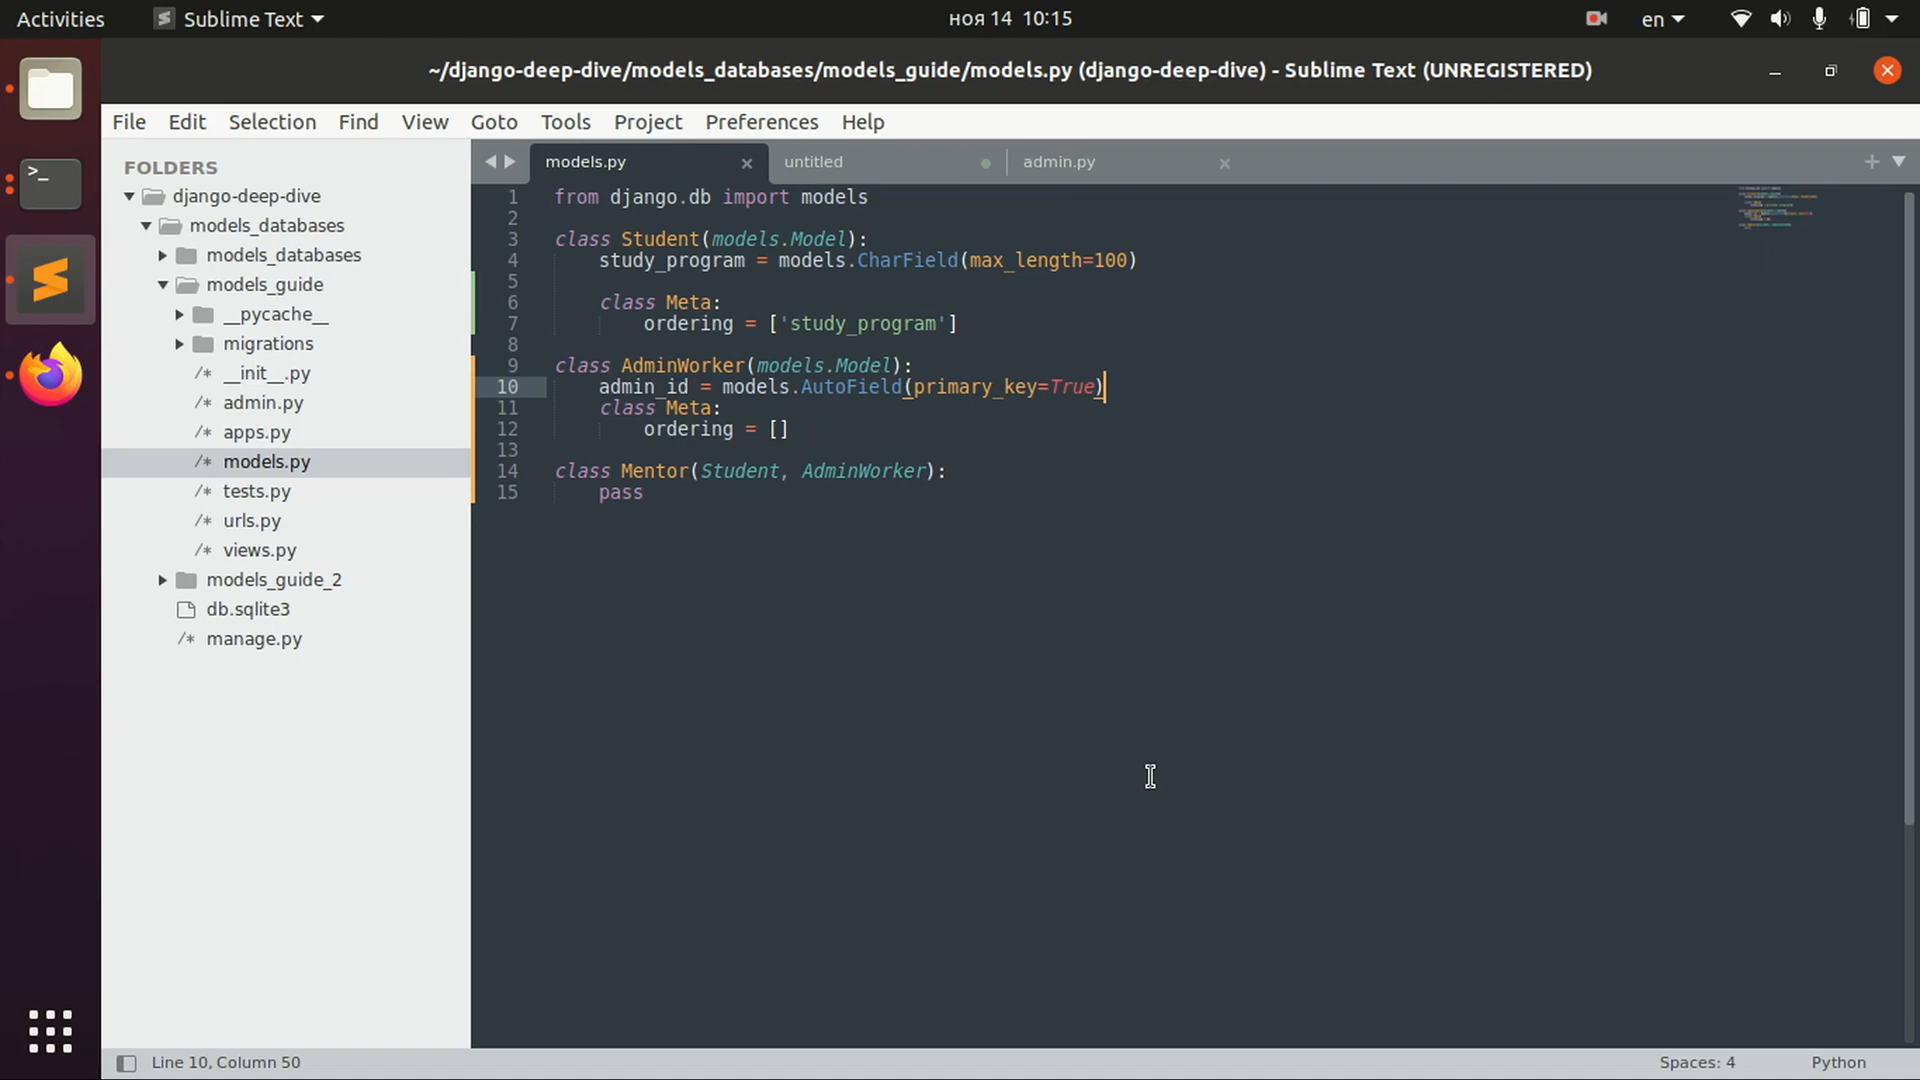 Activities
Sublime Text
ноя 14 10:15
en
~/django-deep-dive/models_databases/models_guide/models.py (django-deep-dive) - Sublime Text (UNREGISTERED)
File Edit Selection Find View Goto Tools Project Preferences Help
FOLDERS
django-deep-dive
models_databases
models_databases
models_guide
__pycache__
migrations
/* __init__.py
/* admin.py
/* apps.py
/* models.py
/* tests.py
/* urls.py
/* views.py
models_guide_2
db.sqlite3
/* manage.py
models.py
untitled
admin.py
1 from django.db import models
2
3 class Student(models.Model):
4 study_program = models.CharField(max_length=100)
5
6 class Meta:
7 ordering = ['study_program']
8
9 class AdminWorker(models.Model):
10 admin_id = models.AutoField(primary_key=True)
11 class Meta:
12 ordering = []
13
14 class Mentor(Student, AdminWorker):
15 pass
Line 10, Column 50
Spaces: 4
Python